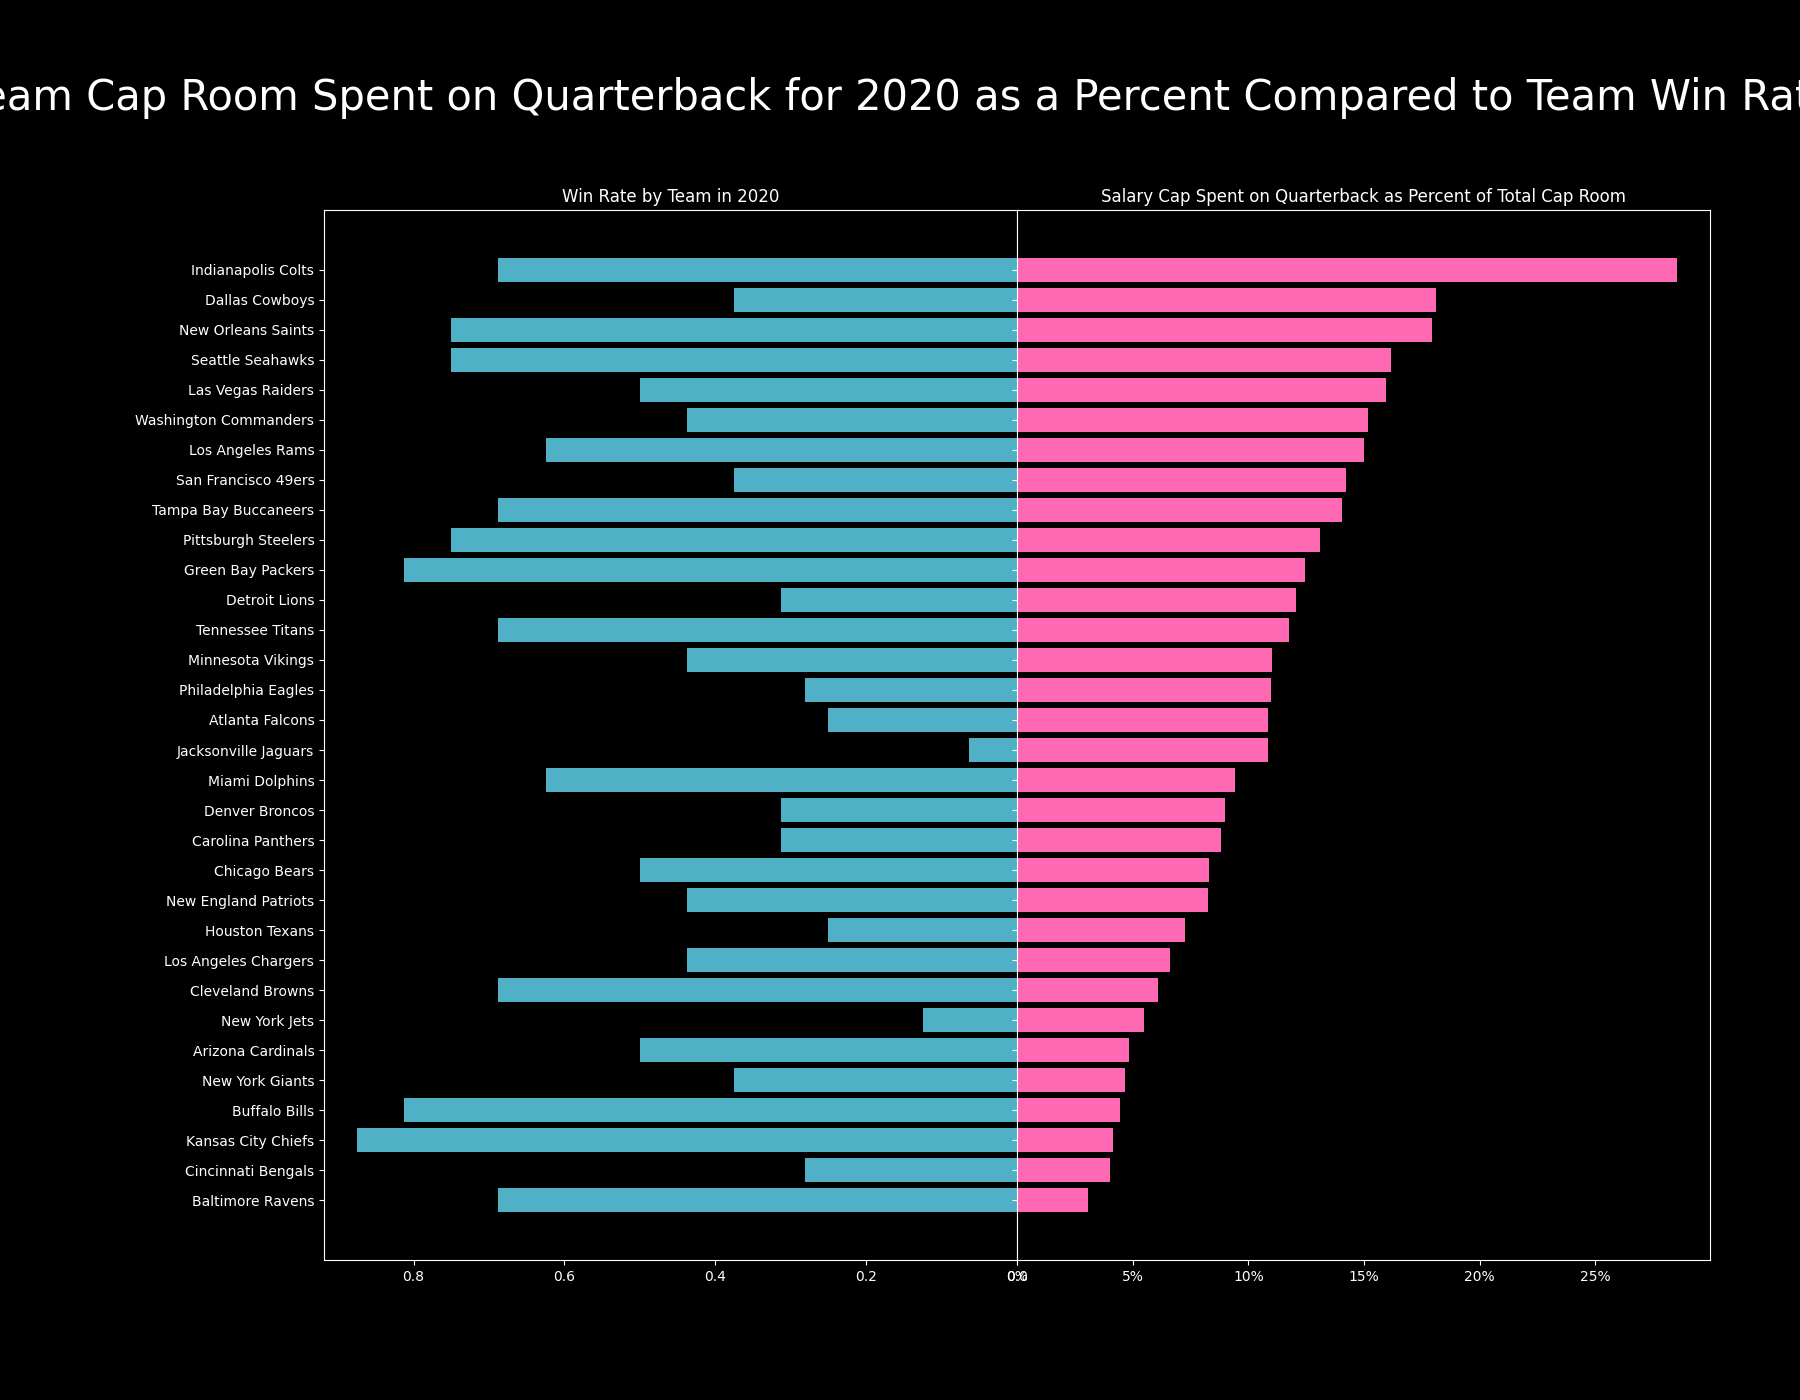 eam Cap Room Spent on Quarterback for 2020 as a Percent Compared to Team Win Rat
Win Rate by Team in 2020
Salary Cap Spent on Quarterback as Percent of Total Cap Room
Indianapolis Colts
Dallas Cowboys
New Orleans Saints
Seattle Seahawks
Las Vegas Raiders
Washington Commanders
Los Angeles Rams
San Francisco 49ers
Tampa Bay Buccaneers
Pittsburgh Steelers
Green Bay Packers
Detroit Lions
Tennessee Titans
Minnesota Vikings
Philadelphia Eagles
Atlanta Falcons
Jacksonville Jaguars
Miami Dolphins
Denver Broncos
Carolina Panthers
Chicago Bears
New England Patriots
Houston Texans
Los Angeles Chargers
Cleveland Browns
New York Jets
Arizona Cardinals
New York Giants
Buffalo Bills
Kansas City Chiefs
Cincinnati Bengals
Baltimore Ravens
0.8 0.6 0.4 0.2 5% 10% 15% 20% 25%